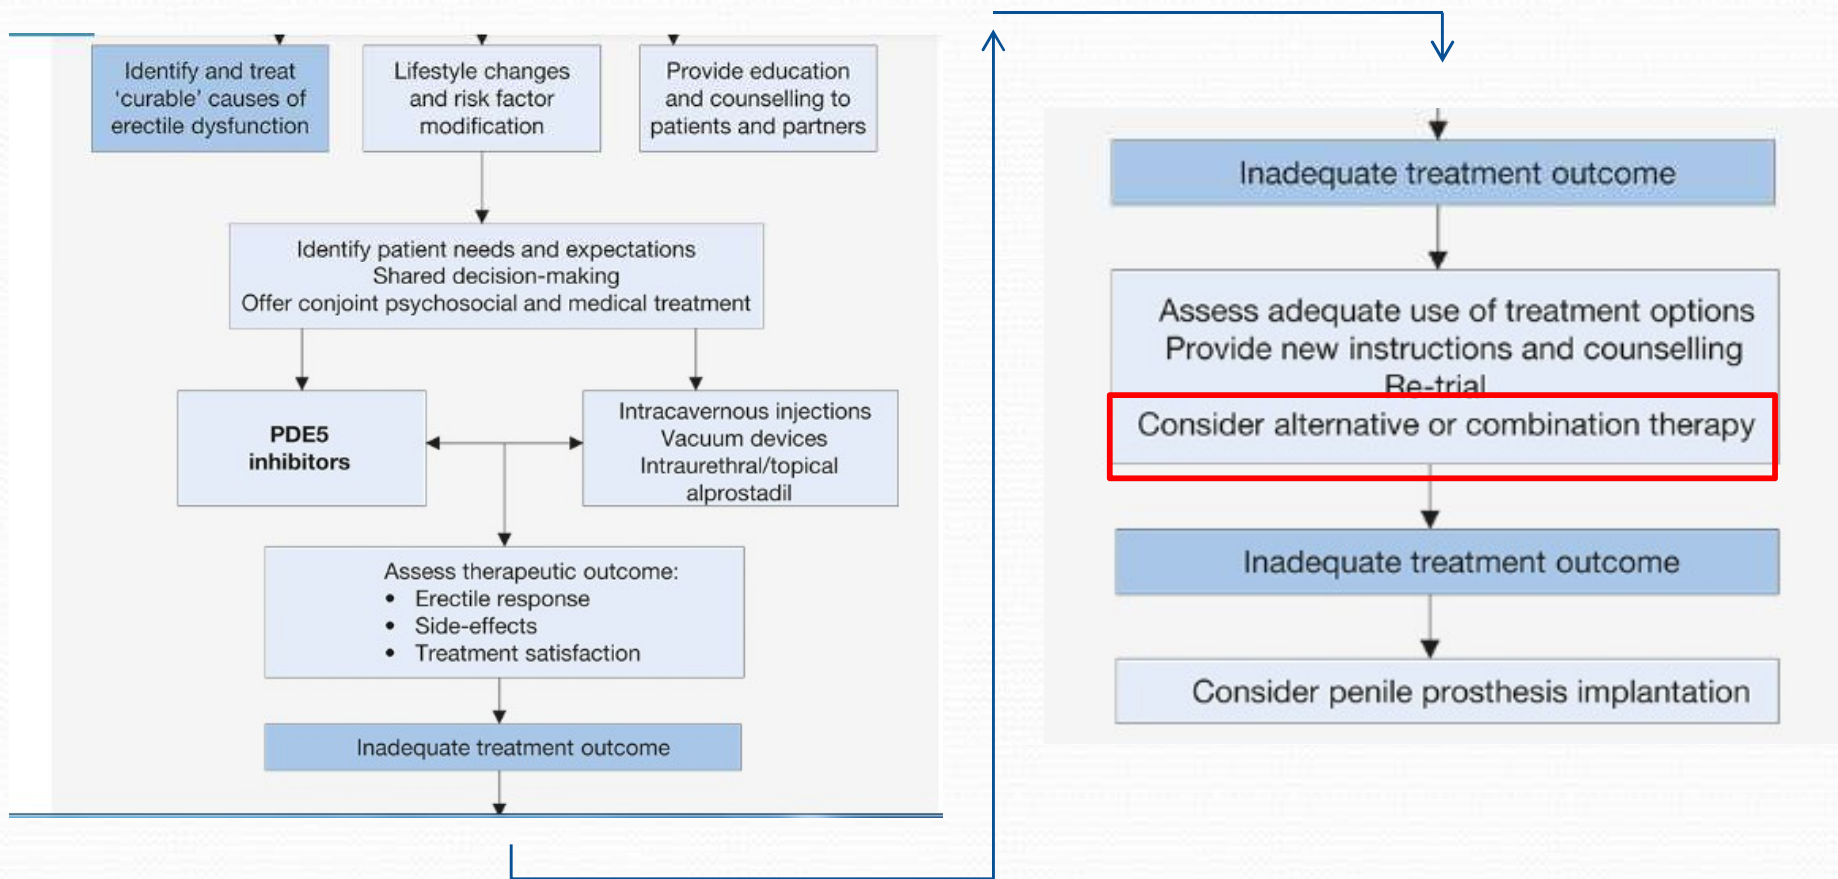 Identify and treat
‘curable’ causes of
erectile dysfunction
Lifestyle changes
and risk factor
modification
Provide education
and counselling to
patients and partners
Identify patient needs and expectations
Shared decision-making
Offer conjoint psychosocial and medical treatment
PDE5
inhibitors
Intracavernous injections
Vacuum devices
Intraurethral/topical
alprostadil
Assess therapeutic outcome:
• Erectile response
• Side-effects
• Treatment satisfaction
Inadequate treatment outcome
Inadequate treatment outcome
Assess adequate use of treatment options
Provide new instructions and counselling
Re-trial
Consider alternative or combination therapy
Inadequate treatment outcome
Consider penile prosthesis implantation